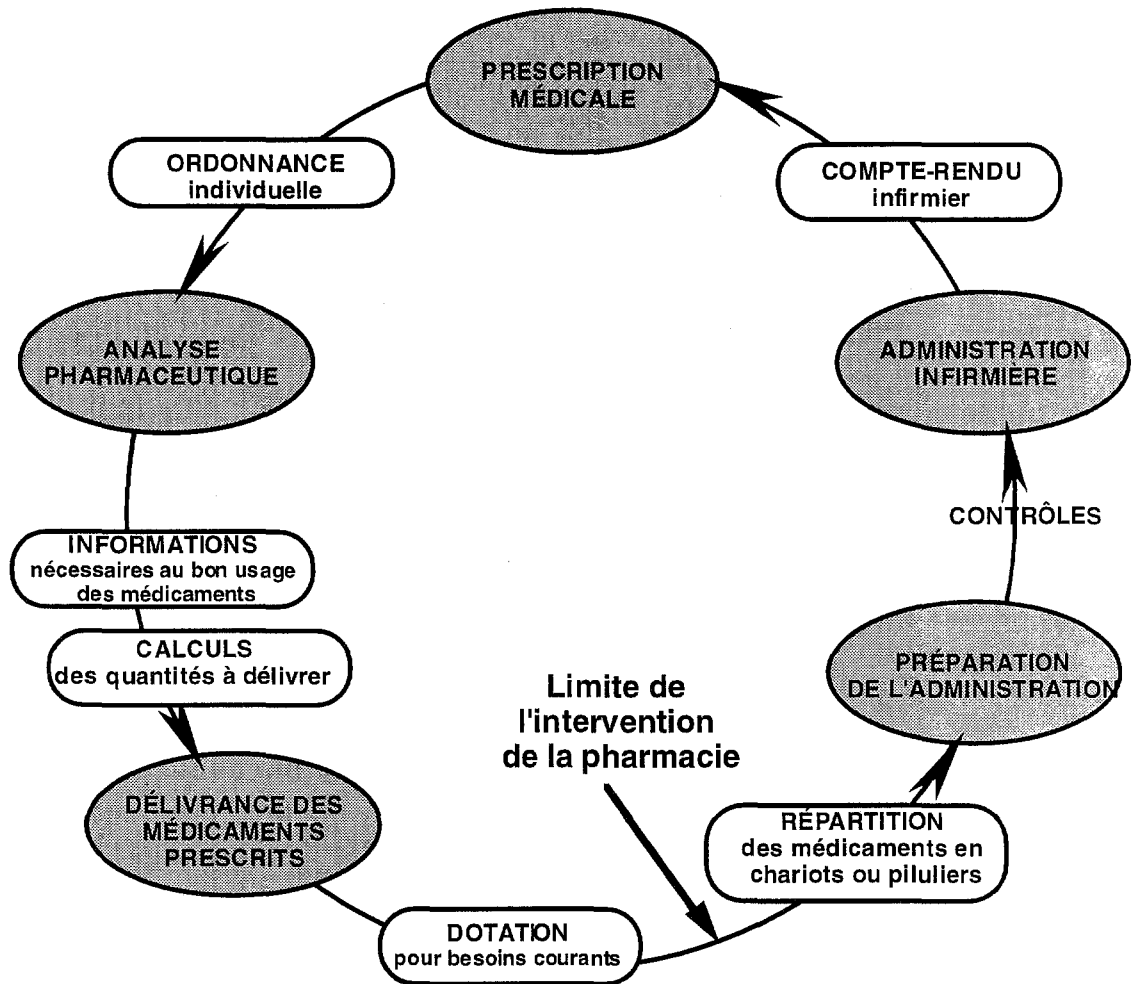 PRESCRIPTION
MÉDICALE
ORDONNANCE
individuelle
COMPTE-RENDU
infirmier
ANALYSE
PHARMACEUTIQUE
ADMINISTRATION
INFIRMIÈRE
CONTRÔLES
INFORMATIONS
nécessaires au bon usage
des médicaments
CALCULS
des quantités à délivrer
PRÉPARATION
DE L'ADMINISTRATION
Limite de
l'intervention
de la pharmacie
DÉLIVRANCE DES
MÉDICAMENTS
PRESCRITS
RÉPARTITION
des médicaments en
chariots ou piluliers
DOTATION
pour besoins courants